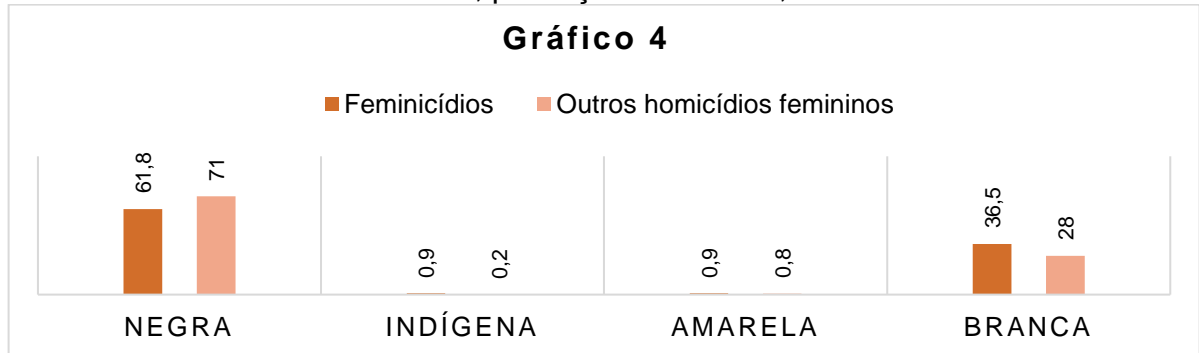 Gráfico 4
Feminicídios Outros homicídios femininos
61,8 71 0,9 0,2 0,9 0,8 36,5 28
NEGRA INDÍGENA AMARELA BRANCA